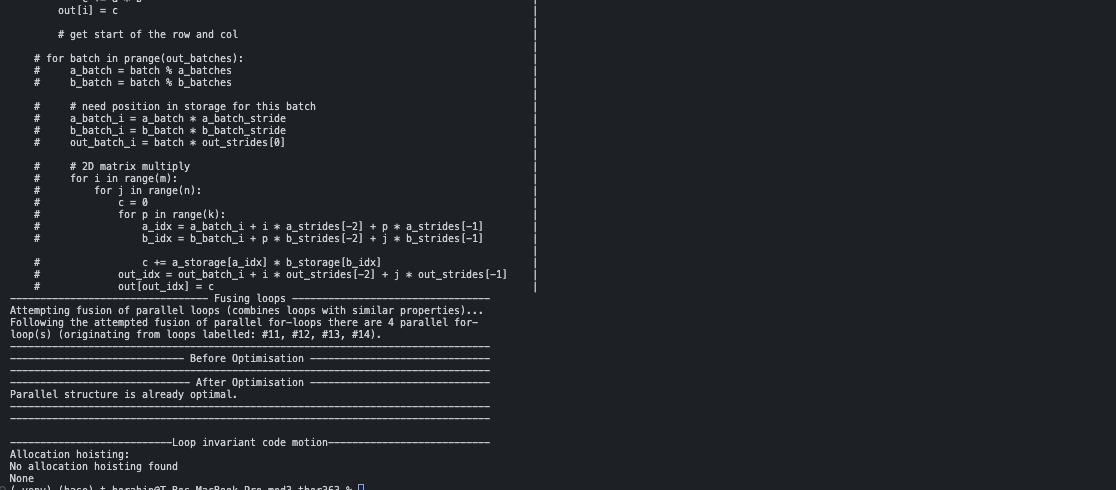 out[i] = c
# get start of the row and col
# for batch in prange(out_batches):
#     a_batch = batch % a_batches
#     b_batch = batch % b_batches
#     # need position in storage for this batch
#     a_batch_i = a_batch * a_batch_stride
#     b_batch_i = b_batch * b_batch_stride
#     out_batch_i = batch * out_strides[0]
#     # 2D matrix multiply
#     for i in range(m):
#         for j in range(n):
#             c = 0
#             for p in range(k):
#                 a_idx = a_batch_i + i * a_strides[-2] + p * a_strides[-1]
#                 b_idx = b_batch_i + p * b_strides[-2] + j * b_strides[-1]
#                 c += a_storage[a_idx] * b_storage[b_idx]
#             out_idx = out_batch_i + i * out_strides[-2] + j * out_strides[-1]
#             out[out_idx] = c
Fusing loops
Attempting fusion of parallel loops (combines loops with similar properties)...
Following the attempted fusion of parallel for-loops there are 4 parallel for-
loop(s) (originating from loops labelled: #11, #12, #13, #14).
Before Optimisation
After Optimisation
Parallel structure is already optimal.
Loop invariant code motion
Allocation hoisting:
No allocation hoisting found
None